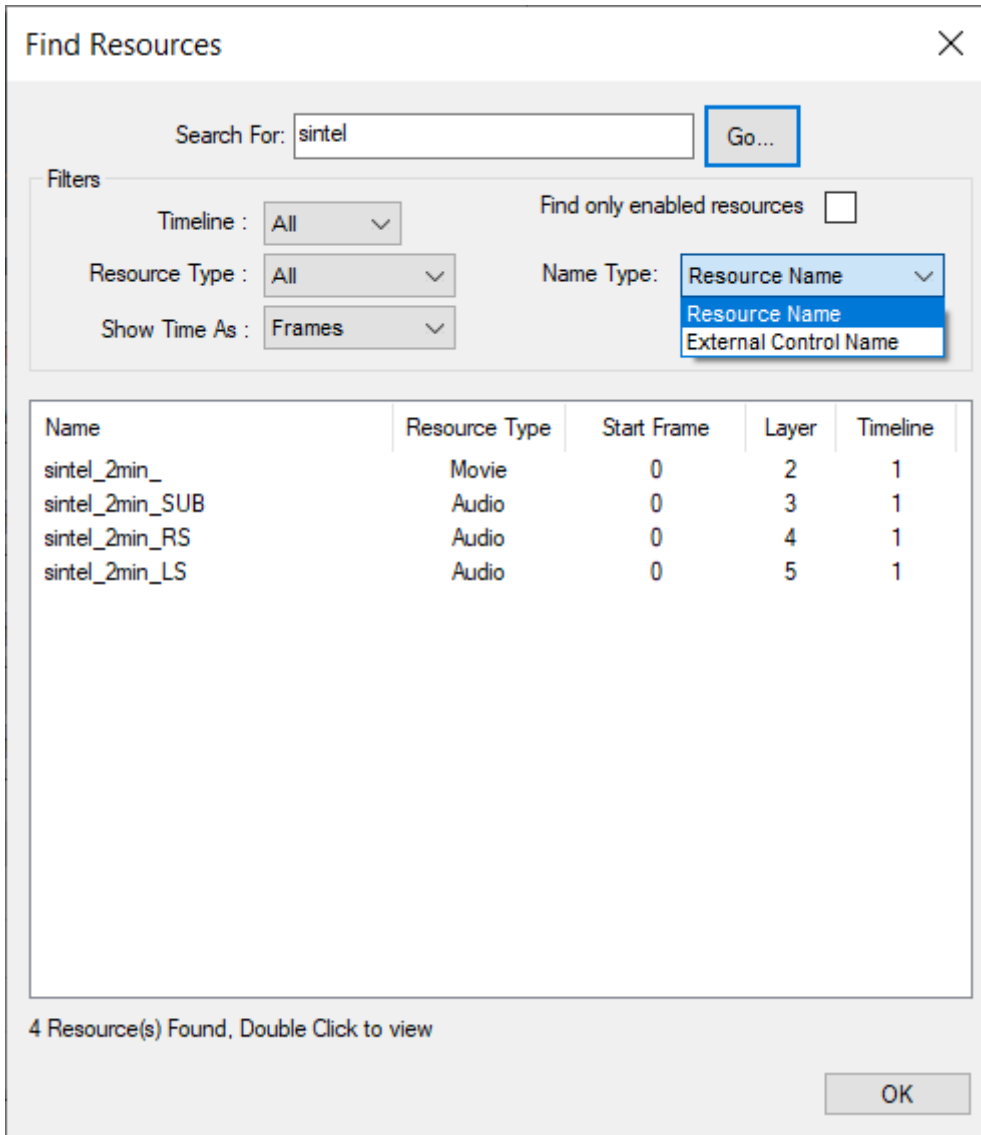 Find Resources
Search For: sintel Go...
Filters
Timeline : All Find only enabled resources
Resource Type : All Name Type: Resource Name
Resource Name
Show Time As : Frames External Control Name
Name Resource Type Start Frame Layer Timeline
sintel_2min_ Movie 0 2 1
sintel_2min_SUB Audio 0 3 1
sintel_2min_RS Audio 0 4 1
sintel_2min_LS Audio 0 5 1
4 Resource(s) Found, Double Click to view
OK